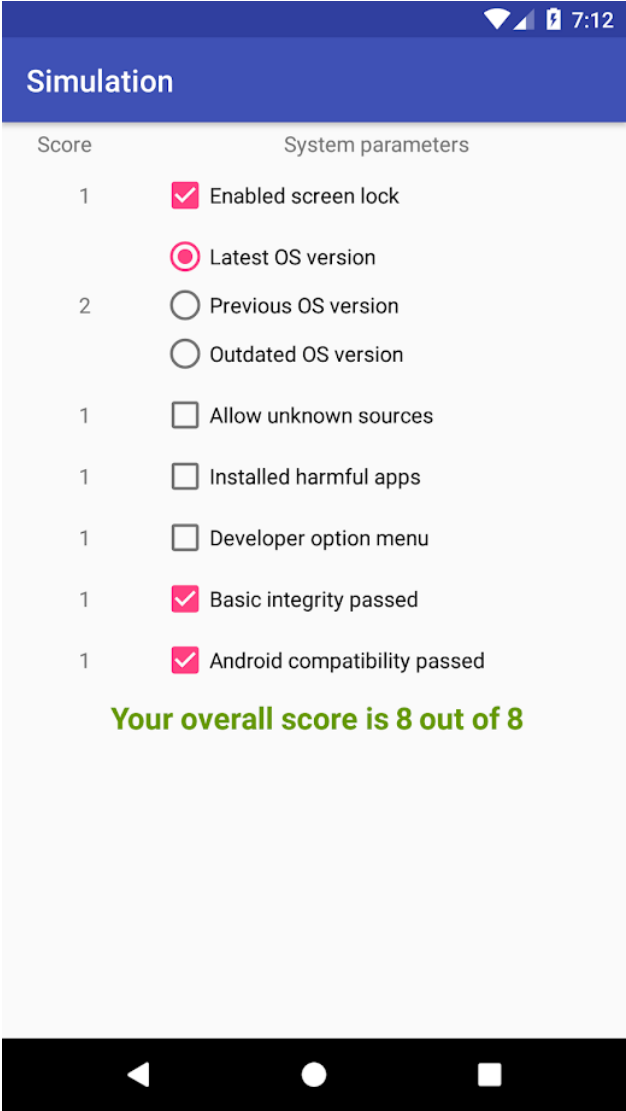 7:12
Simulation
Score System parameters
1 Enabled screen lock
Latest OS version
2 Previous OS version
Outdated OS version
1 Allow unknown sources
1 Installed harmful apps
1 Developer option menu
1 Basic integrity passed
1 Android compatibility passed
Your overall score is 8 out of 8